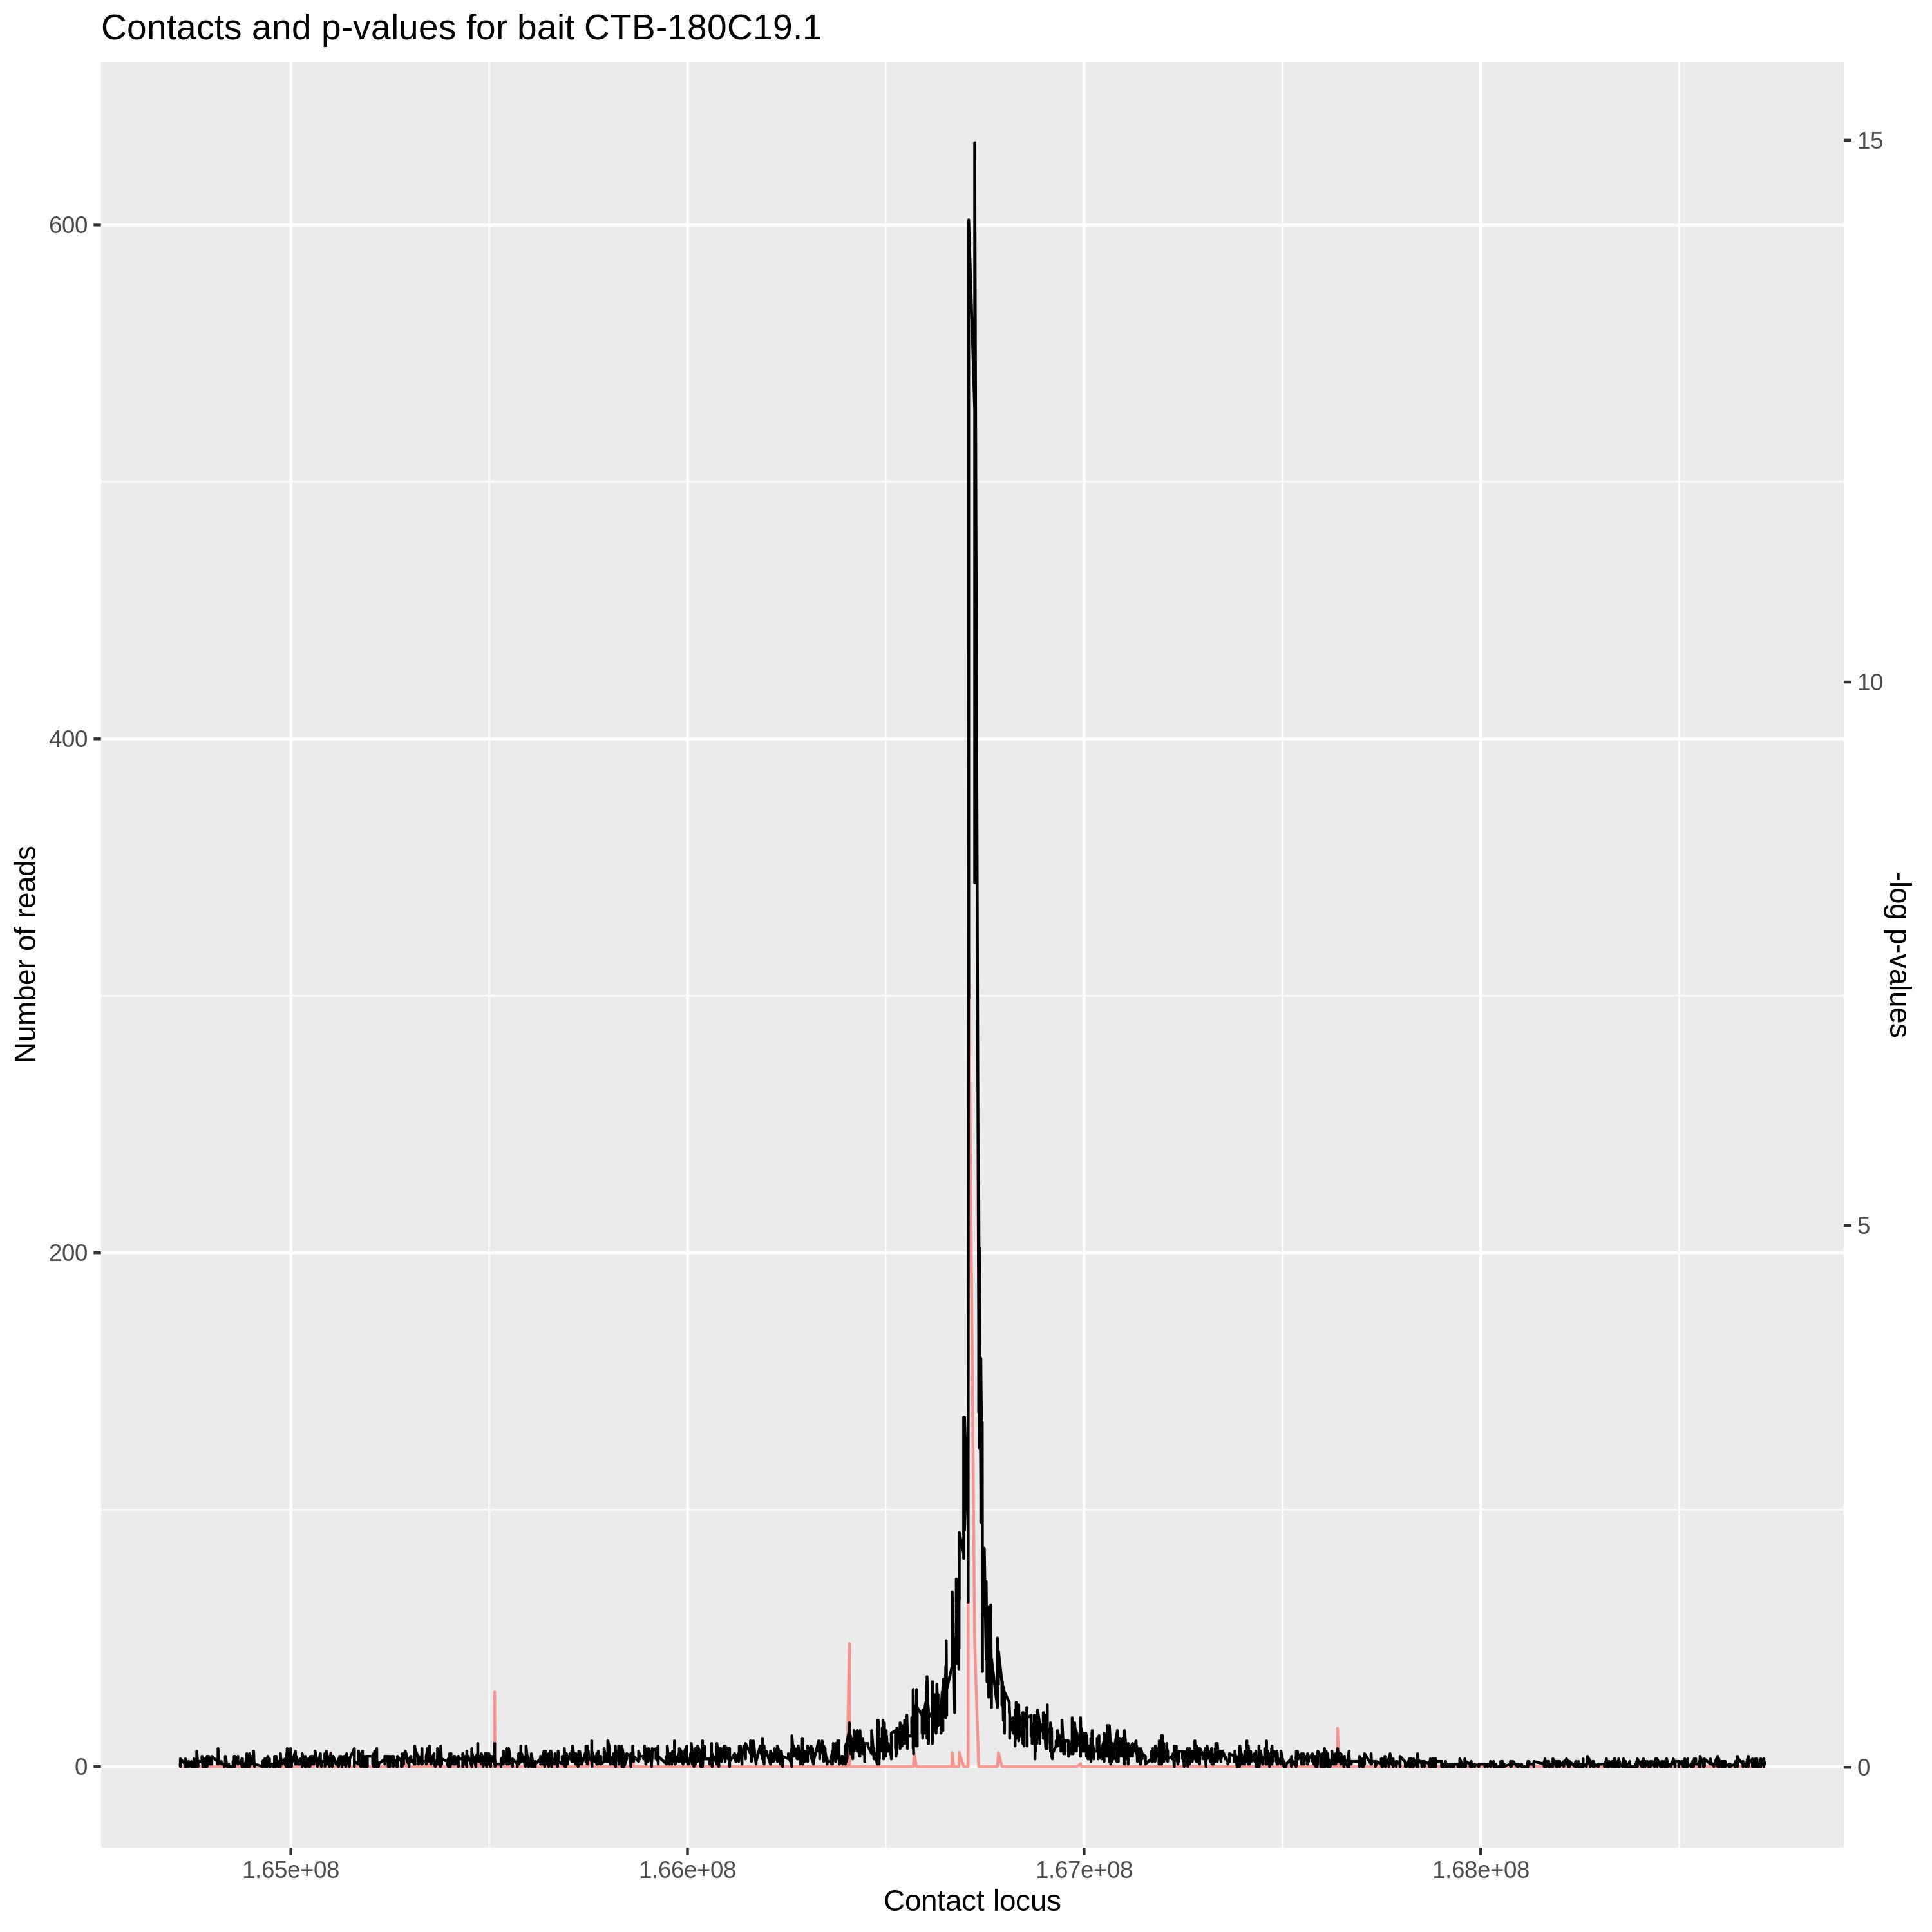 Contacts and p-values for bait CTB-180C19.1
600
400
200
0
15
10
5
0
Number of reads
-log p-values
1.65e+08
1.66e+08
1.67e+08
1.68e+08
Contact locus